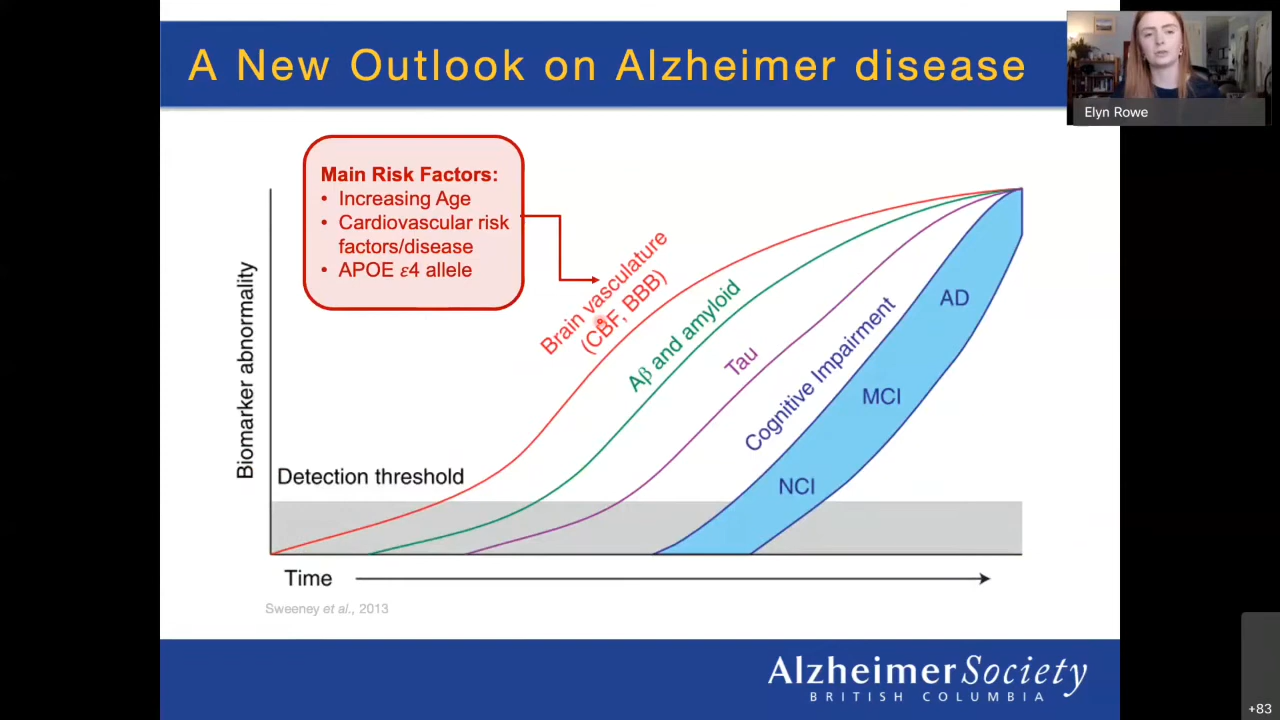 A New Outlook on Alzheimer disease
Elyn Rowe
Main Risk Factors:
• Increasing Age
• Cardiovascular risk
factors/disease
• APOE ε4 allele
Biomarker abnormality
Brain vasculature
(CBF, BBB)
Aβ and amyloid
Tau
Cognitive Impairment
AD
MCI
NCI
Detection threshold
Time
Sweeney et al., 2013
Alzheimer Society
BRITISH COLUMBIA
+83